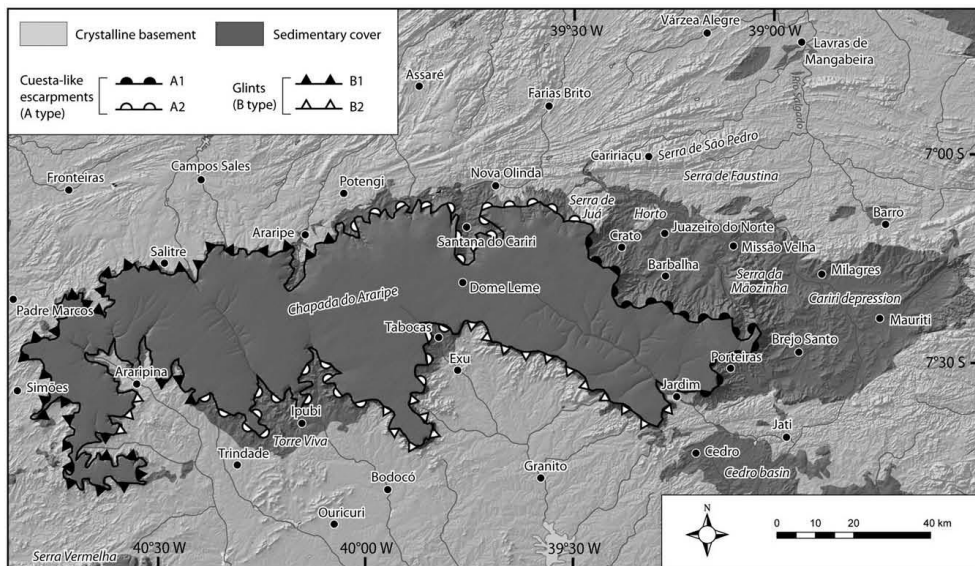 Crystalline basement
Sedimentary cover
Cuesta-like
escarpments
(A type)
A1
A2
Glints
(B type)
B1
B2
39°30' W
39°00' W
Várzea Alegre
Lavras de
Mangabeira
Rio Salgado
Assaré
Farias Brito
Caririaçu
Serra de São Pedro
7°00 S
Serra de Faustina
Fronteiras
Campos Sales
Potengi
Nova Olinda
Serra de
Juá
Horto
Barro
Araripe
Santana do Cariri
Crato
Juazeiro do Norte
Missão Velha
Salitre
Barbalha
Serra da
Mãozinha
Milagres
Padre Marcos
Chapada do Araripe
Dome Leme
Cariri depression
Mauriti
Tabocas
Brejo Santo
Exu
Porteiras
7°30' S
Simões
Araripina
Jardim
Ipubi
Torre Viva
Jati
Trindade
Cedro
Cedro basin
Bodocó
Granito
Ouricuri
N
0 10 20 40 km
40°30' W
40°00' W
39°30' W
Serra Vermelha